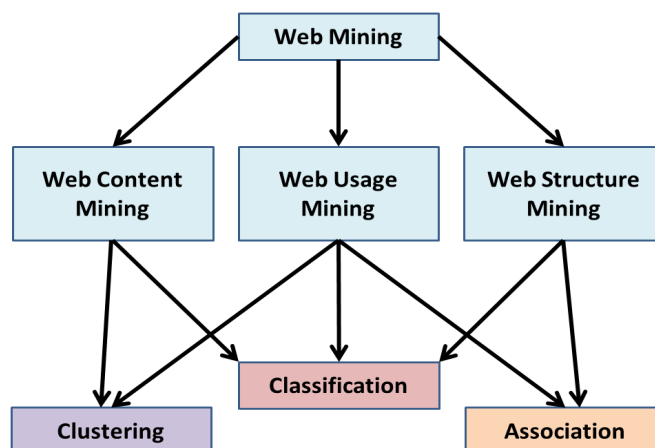 Web Mining
Web Content
Mining
Web Usage
Mining
Web Structure
Mining
Classification
Clustering
Association